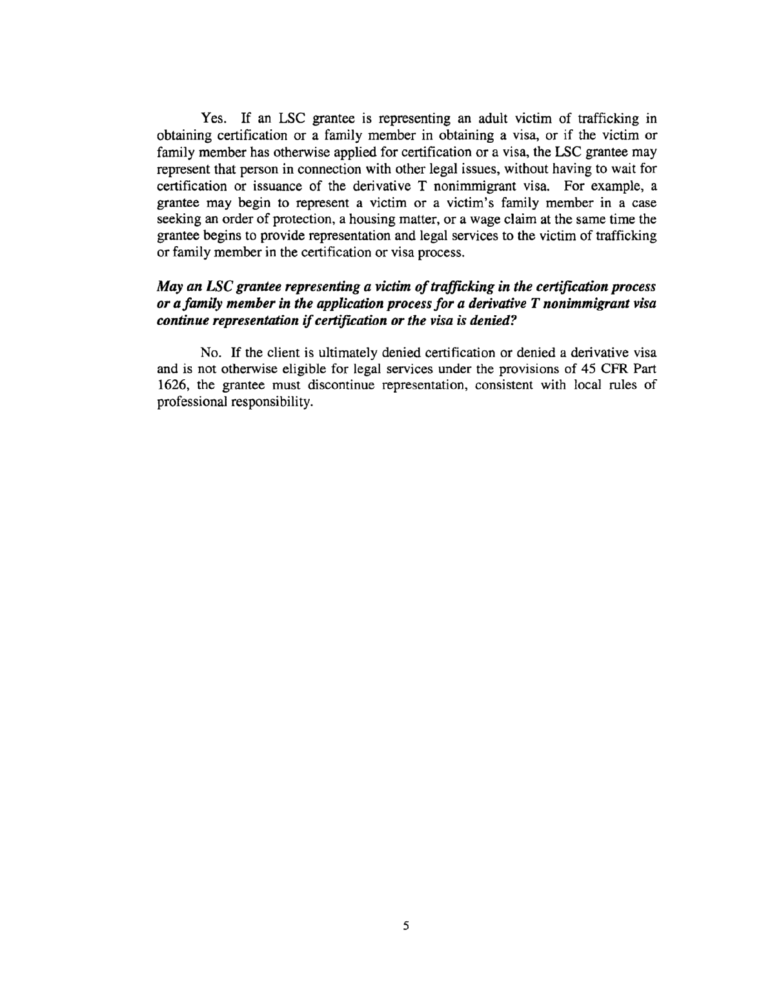 Yes. If an LSC grantee is representing an adult victim of trafficking in
obtaining certification or a family member in obtaining a visa, or if the victim or
family member has otherwise applied for certification or a visa, the LSC grantee may
represent that person in connection with other legal issues, without having to wait for
certification or issuance of the derivative T nonimmigrant visa. For example, a
grantee may begin to represent a victim or a victim's family member in a case
seeking an order of protection, a housing matter, or a wage claim at the same time the
grantee begins to provide representation and legal services to the victim of trafficking
or family member in the certification or visa process.
May an LSC grantee representing a victim of trafficking in the certification process
or a family member in the application process for a derivative T nonimmigrant visa
continue representation if certification or the visa is denied?
No. If the client is ultimately denied certification or denied a derivative visa
and is not otherwise eligible for legal services under the provisions of 45 CFR Part
1626, the grantee must discontinue representation, consistent with local rules of
professional responsibility.
5